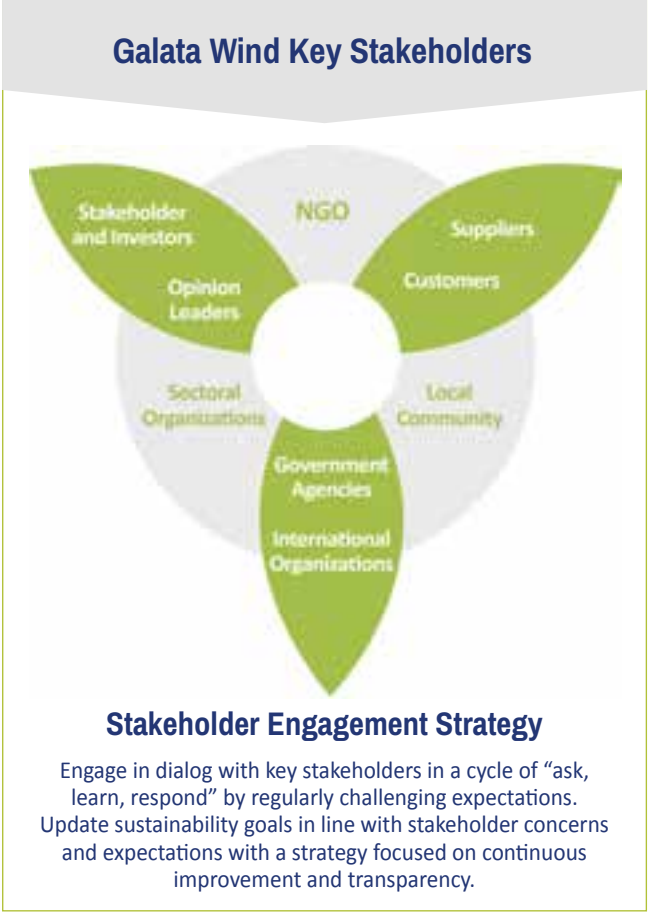 Galata Wind Key Stakeholders
Stakeholder
and Investors
Opinion
Leaders
NGO
Suppliers
Customers
Sectoral
Organizations
Local
Community
Government
Agencies
International
Organizations
Stakeholder Engagement Strategy
Engage in dialog with key stakeholders in a cycle of “ask,
learn, respond” by regularly challenging expectations.
Update sustainability goals in line with stakeholder concerns
and expectations with a strategy focused on continuous
improvement and transparency.